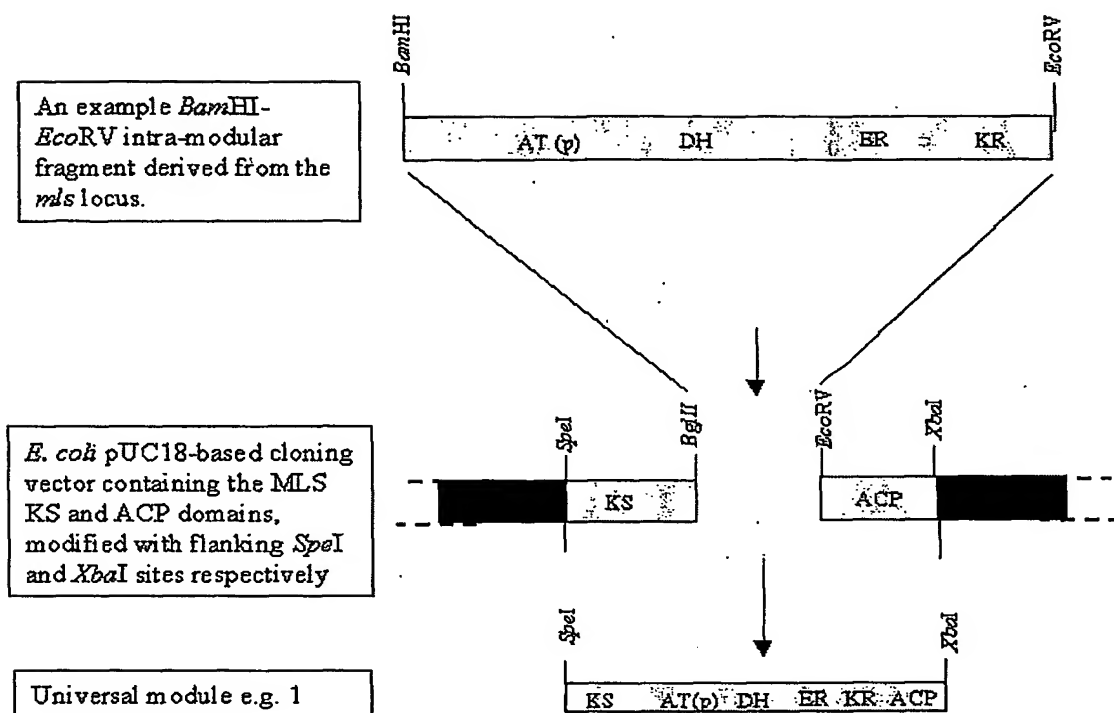 BamHI
EcoRV
An example BamHI-
EcoRV intra-modular
fragment derived from the
mls locus.
AT (p) DH ER KR
SpeI
BglII
EcoRV
XbaI
E. coli pUC18-based cloning
vector containing the MLS
KS and ACP domains,
modified with flanking SpeI
and XbaI sites respectively
KS
ACP
SpeI
XbaI
Universal module e.g. 1
KS AT(p) DH ER KR ACP